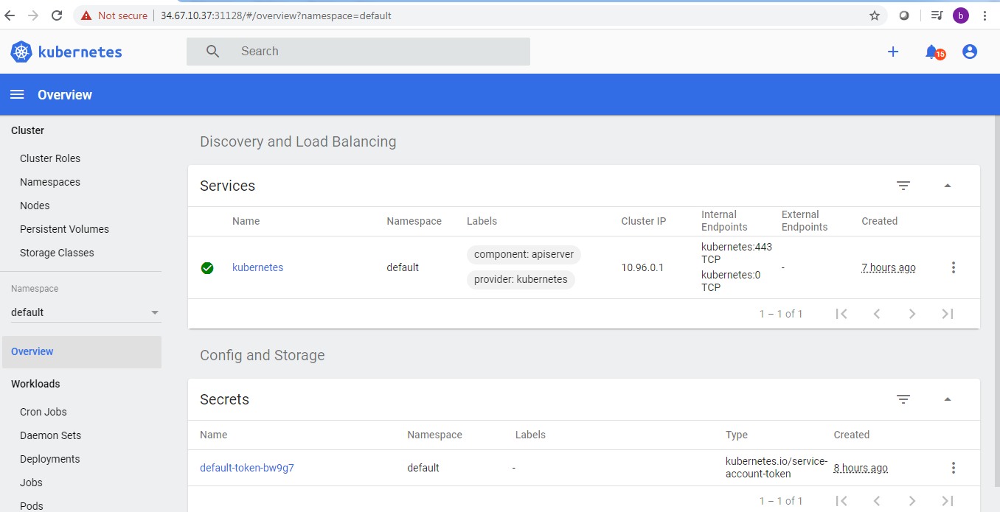 Not secure 34.67.10.37:31128/#/overview?namespace=default b
kubernetes Search 15
Overview
Cluster
Cluster Roles
Namespaces
Nodes
Persistent Volumes
Storage Classes
Namespace
default
Overview
Workloads
Cron Jobs
Daemon Sets
Deployments
Jobs
Pods
Discovery and Load Balancing
Services
Name Namespace Labels Cluster IP Internal Endpoints External Endpoints Created
kubernetes default component: apiserver provider: kubernetes 10.96.0.1 kubernetes:443 TCP kubernetes:0 TCP - 7 hours ago
1 – 1 of 1
Config and Storage
Secrets
Name Namespace Labels Type Created
default-token-bw9g7 default - kubernetes.io/service-account-token 8 hours ago
1 – 1 of 1